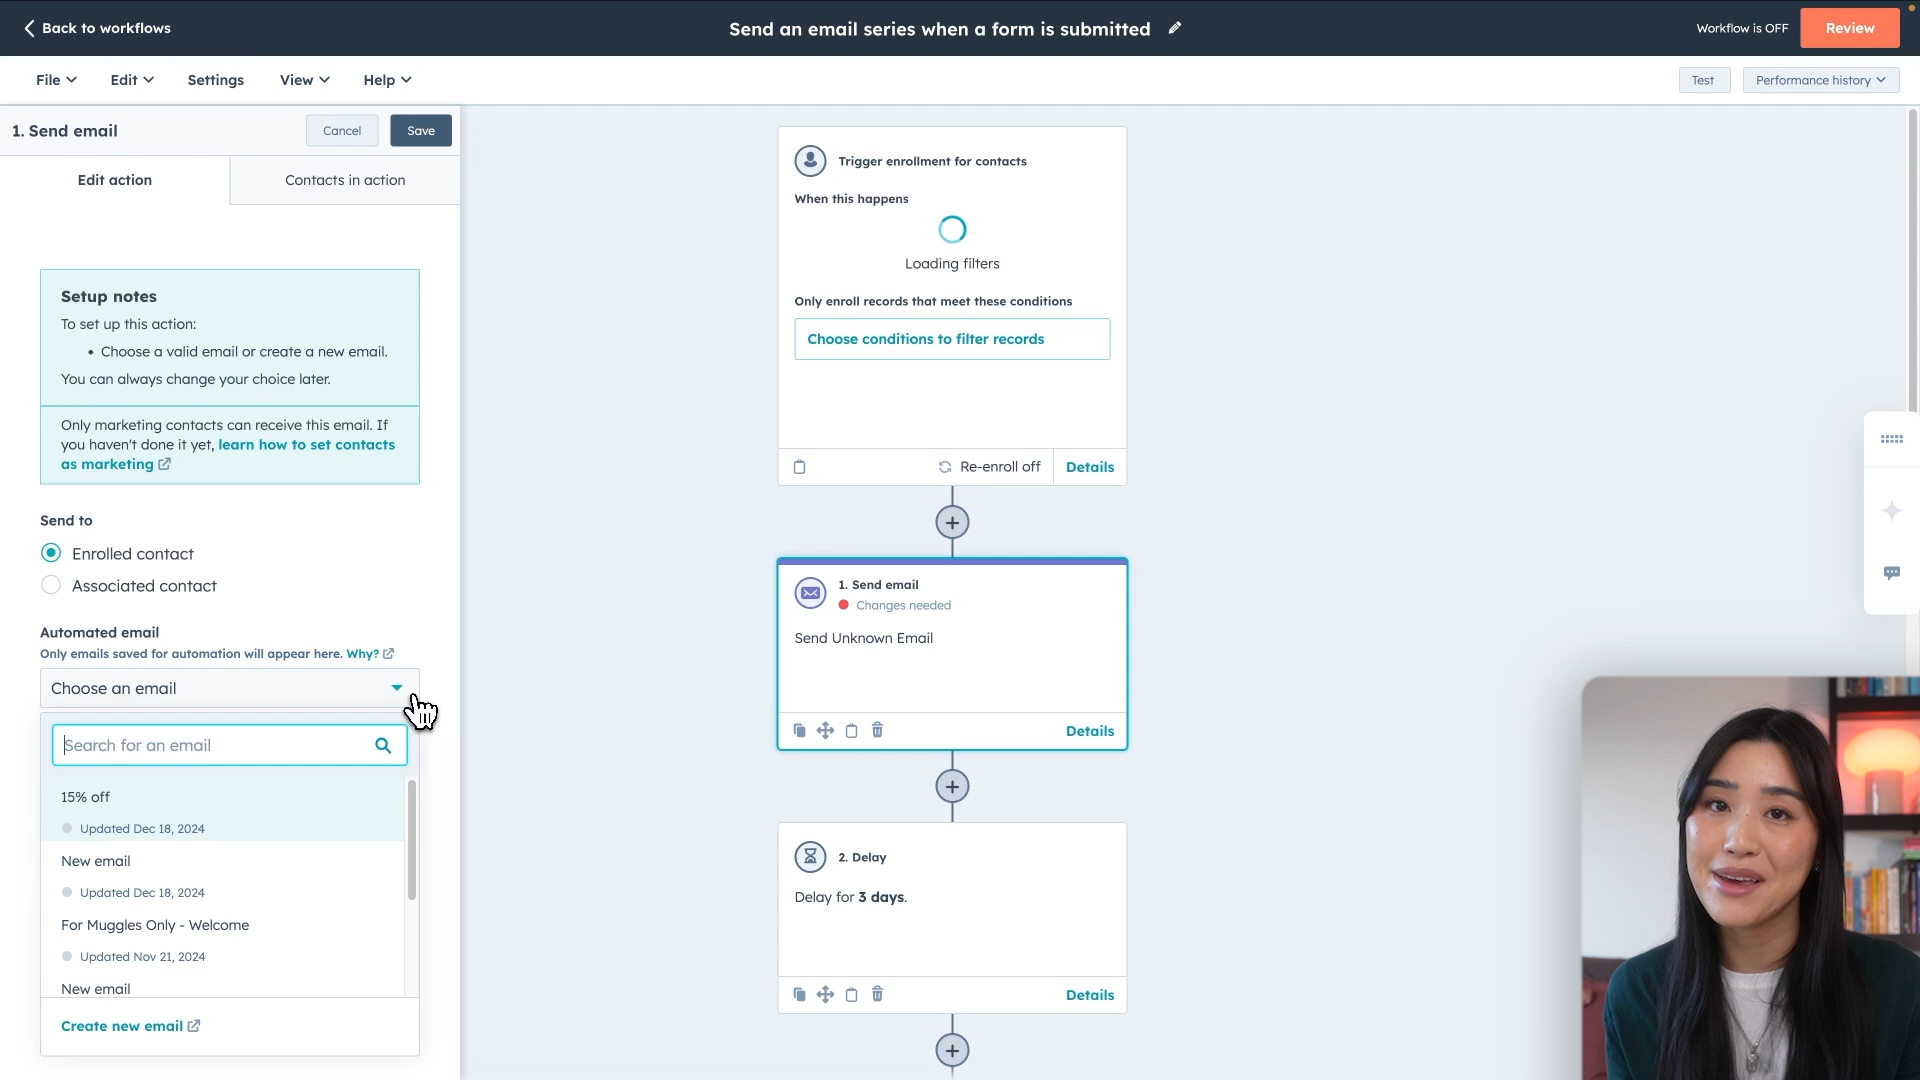 Back to workflows
Send an email series when a form is submitted
Workflow is OFF
Review
File
Edit
Settings
View
Help
Test
Performance history
1. Send email
Cancel
Save
Edit action
Contacts in action
Setup notes
To set up this action:
• Choose a valid email or create a new email.
You can always change your choice later.
Only marketing contacts can receive this email. If
you haven't done it yet, learn how to set contacts
as marketing
Send to
Enrolled contact
Associated contact
Automated email
Only emails saved for automation will appear here. Why?
Choose an email
Search for an email
15% off
Updated Dec 18, 2024
New email
Updated Dec 18, 2024
For Muggles Only - Welcome
Updated Nov 21, 2024
New email
Create new email
Trigger enrollment for contacts
When this happens
Loading filters
Only enroll records that meet these conditions
Choose conditions to filter records
Re-enroll off
Details
1. Send email
Changes needed
Send Unknown Email
Details
2. Delay
Delay for 3 days.
Details